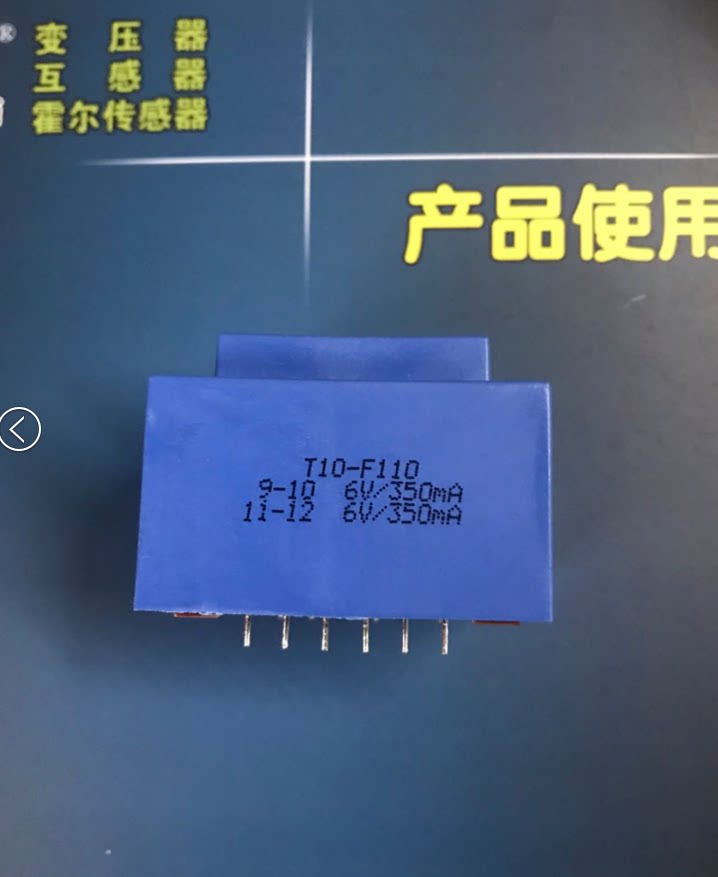 ®
变压器
互感器
霍尔传感器
产品使用
T10-F110
9-10 6V/350mA
11-12 6V/350mA